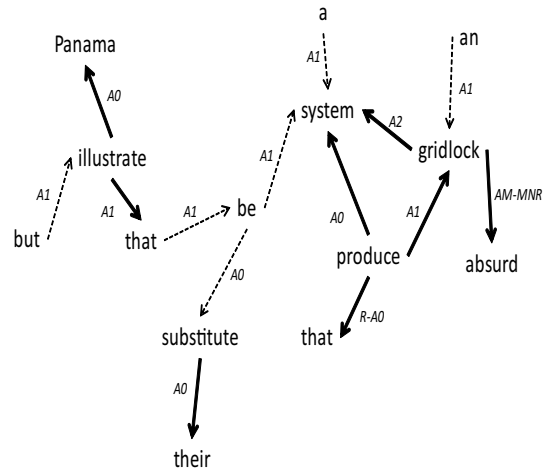 a
Panama
an
A1
A1
A0
system
A2
illustrate
gridlock
A1
A1
A1
A1
be
A0
A1
AM-MNR
but
that
produce
absurd
A0
substitute
that
R-A0
A0
their